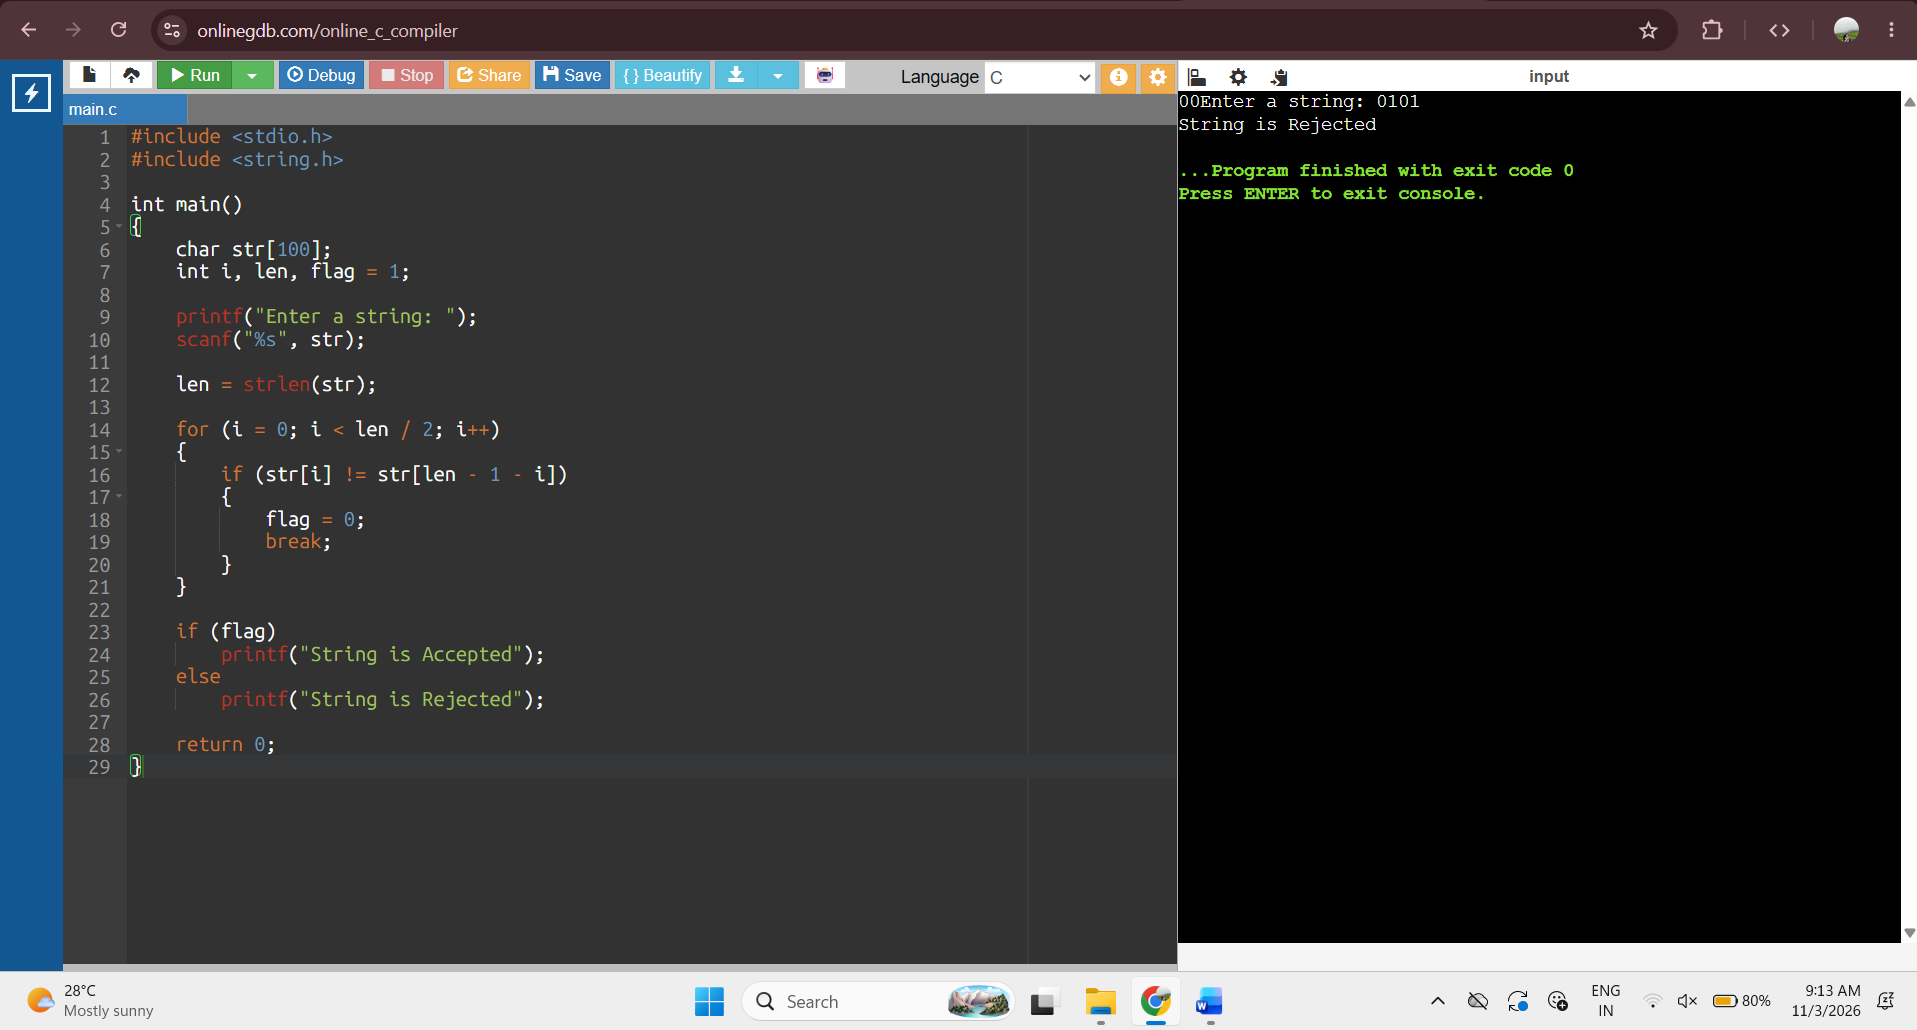 onlinegdb.com/online_c_compiler
Run Debug Stop Share Save { } Beautify Language C input
main.c
1 #include <stdio.h>
2 #include <string.h>
3
4 int main()
5 {
6 char str[100];
7 int i, len, flag = 1;
8
9 printf("Enter a string: ");
10 scanf("%s", str);
11
12 len = strlen(str);
13
14 for (i = 0; i < len / 2; i++)
15 {
16 if (str[i] != str[len - 1 - i])
17 {
18 flag = 0;
19 break;
20 }
21 }
22
23 if (flag)
24 printf("String is Accepted");
25 else
26 printf("String is Rejected");
27
28 return 0;
29 }
00Enter a string: 0101
String is Rejected
...Program finished with exit code 0
Press ENTER to exit console.
28°C
Mostly sunny
Search
ENG
IN
80%
9:13 AM
11/3/2026